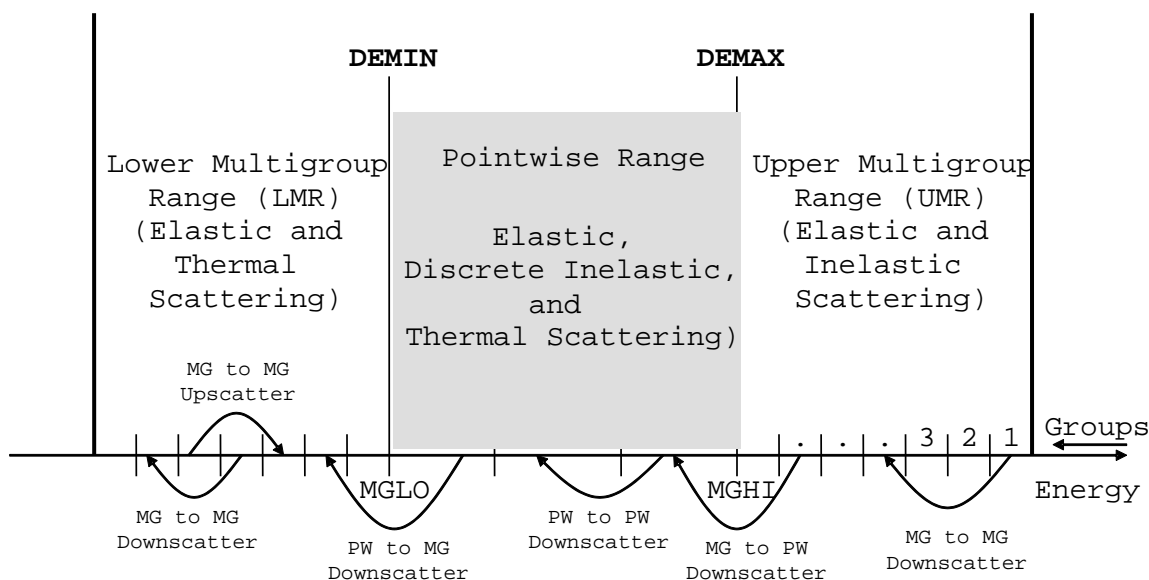 DEMIN
DEMAX
Lower Multigroup
Range (LMR)
(Elastic and
Thermal
Scattering)
Pointwise Range
Elastic,
Discrete Inelastic,
and
Thermal Scattering)
Upper Multigroup
Range (UMR)
(Elastic and
Inelastic
Scattering)
MG to MG
Upscatter
. . . 3 2 1
Groups
MGLO
MGHI
Energy
MG to MG
Downscatter
PW to MG
Downscatter
PW to PW
Downscatter
MG to PW
Downscatter
MG to MG
Downscatter